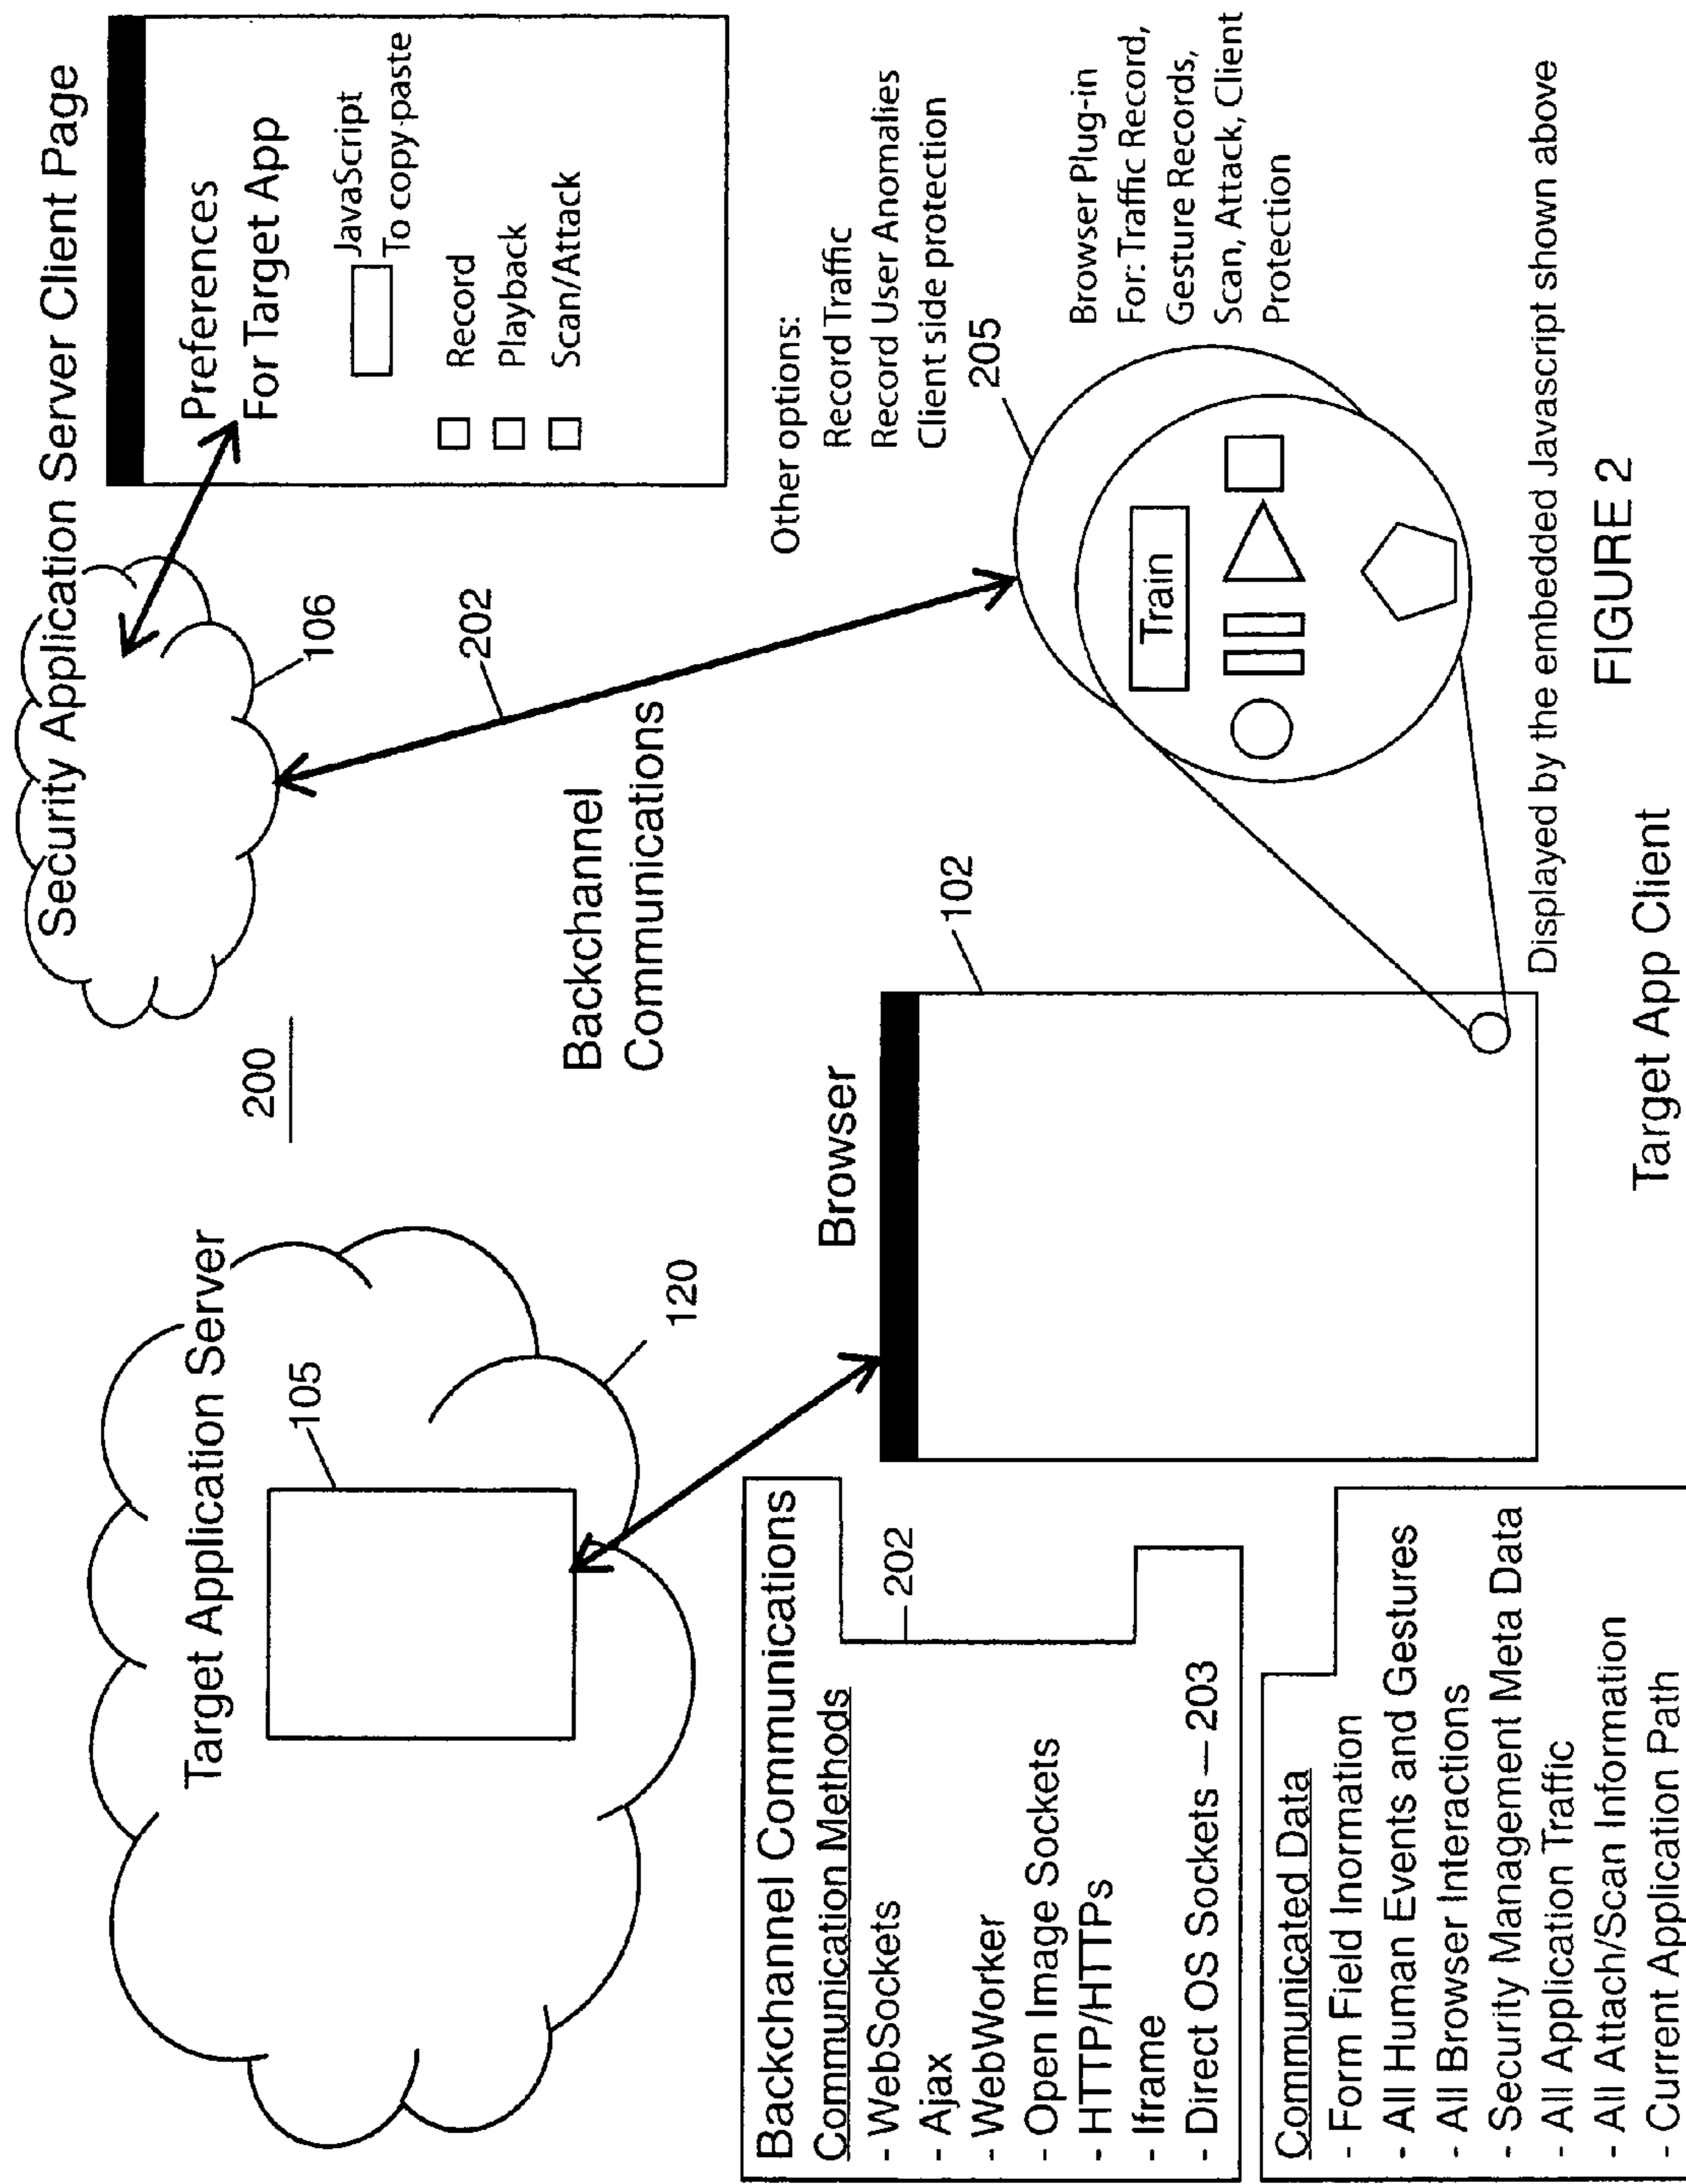 Security Application Server Client Page
Target Application Server
200
105
106
120
202
Backchannel
Communications
Preferences
For Target App
JavaScript
To copy-paste
Record
Playback
Scan/Attack
Other options:
Record Traffic
Record User Anomalies
Client side protection
205
Browser Plug-in
For: Traffic Record,
Gesture Records,
Scan, Attack, Client
Protection
Train
Browser
102
Backchannel Communications
Communication Methods
- WebSockets
- Ajax
- WebWorker
- Open Image Sockets
- HTTP/HTTPs
- Iframe
- Direct OS Sockets — 203
202
Communicated Data
- Form Field Inormation
- All Human Events and Gestures
- All Browser Interactions
- Security Management Meta Data
- All Application Traffic
- All Attach/Scan Information
- Current Application Path
Displayed by the embedded Javascript shown above
Target App Client
FIGURE 2